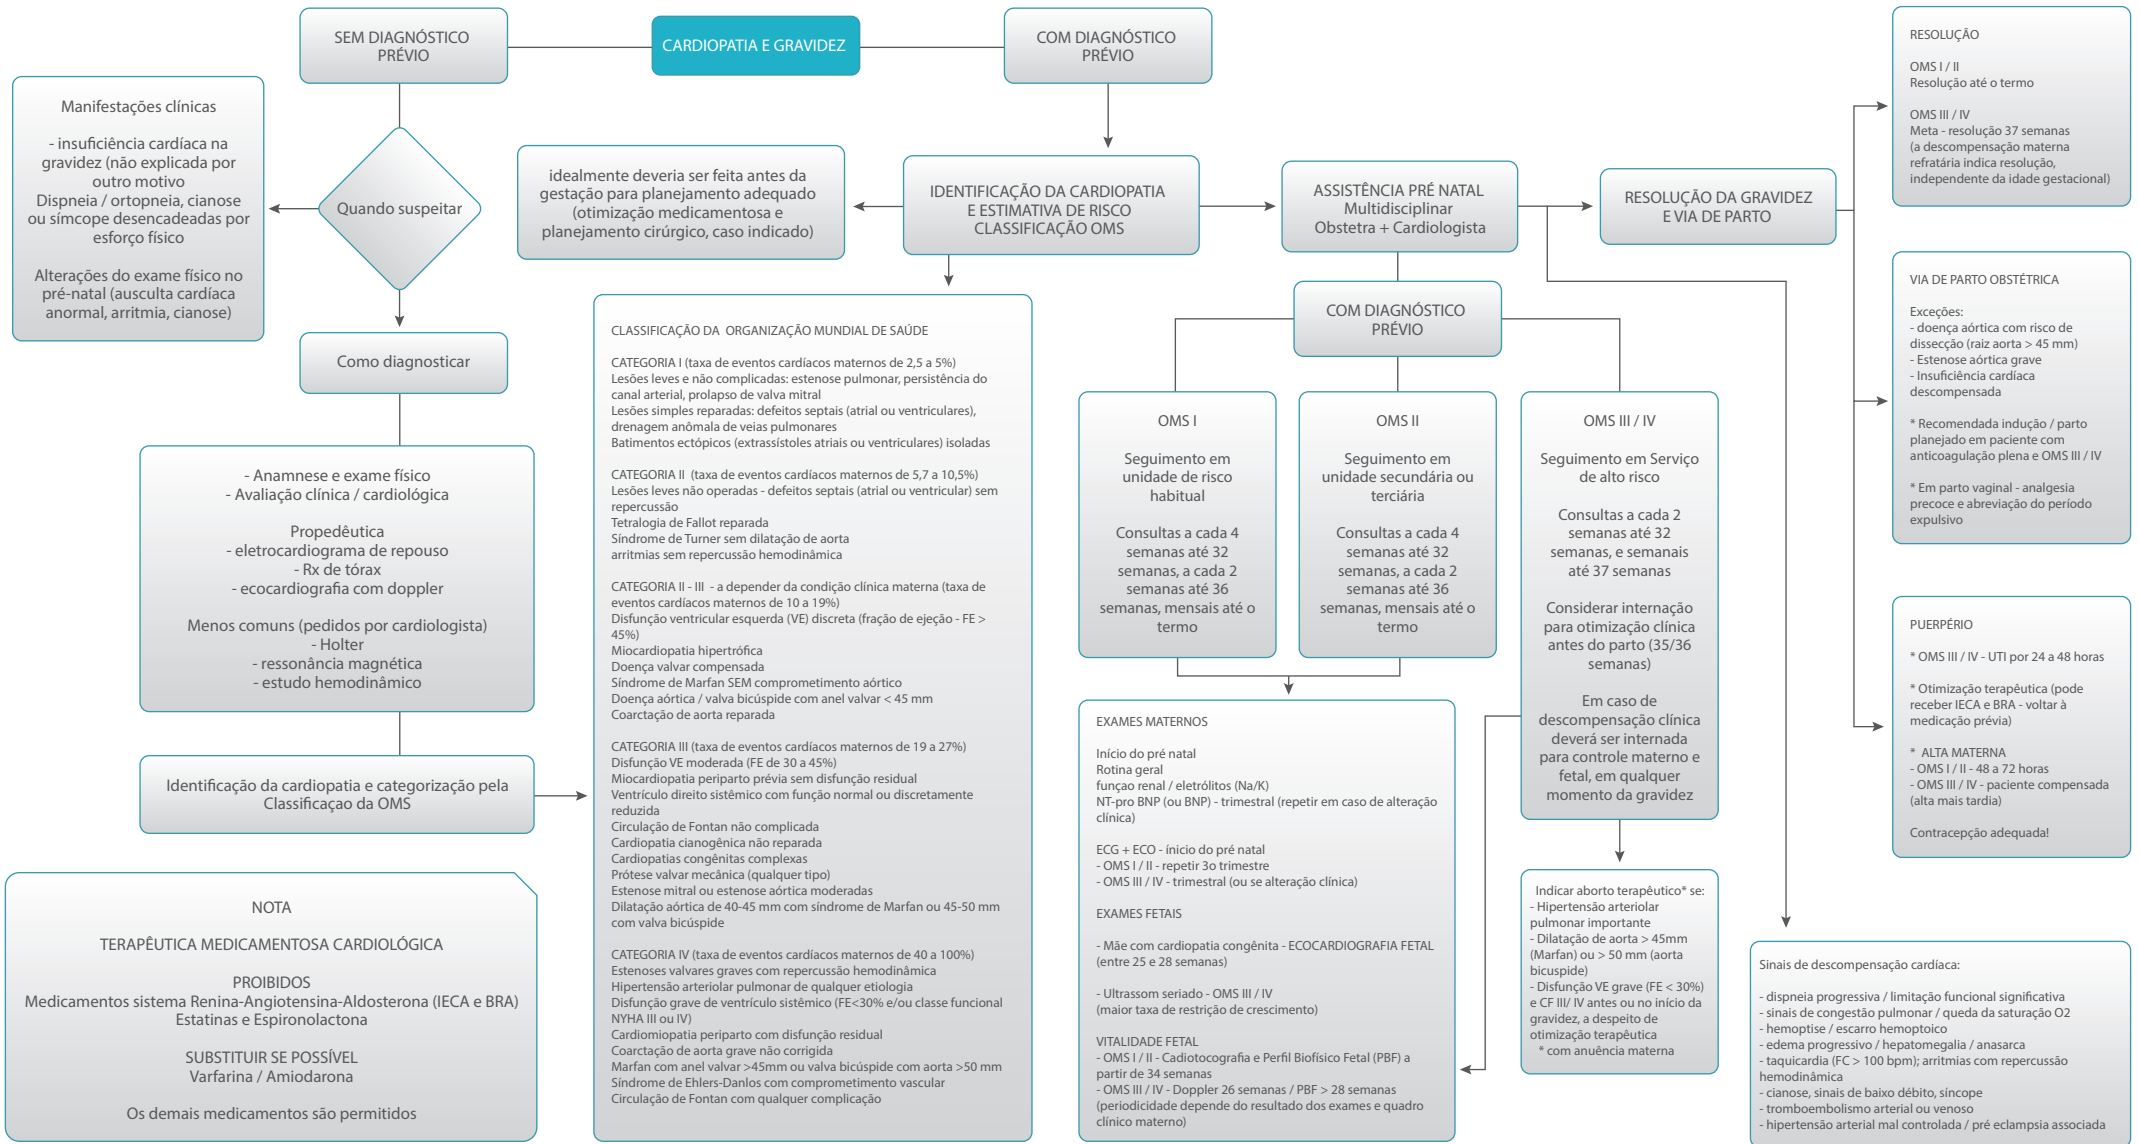 SEM DIAGNÓSTICO
PRÉVIO
CARDIOPATIA E GRAVIDEZ
COM DIAGNÓSTICO
PRÉVIO
Manifestações clínicas
- insuficiência cardíaca na
gravidez (não explicada por
outro motivo
Dispneia / ortopneia, cianose
ou símcope desencadeadas por
esforço físico
Alterações do exame físico no
pré-natal (ausculta cardíaca
anormal, arritmia, cianose)
Quando suspeitar
Como diagnosticar
- Anamnese e exame físico
- Avaliação clínica / cardiológica
Propedêutica
- eletrocardiograma de repouso
- Rx de tórax
- ecocardiografia com doppler
Menos comuns (pedidos por cardiologista)
- Holter
- ressonância magnética
- estudo hemodinâmico
Identificação da cardiopatia e categorização pela
Classificaçao da OMS
NOTA
TERAPÊUTICA MEDICAMENTOSA CARDIOLÓGICA
PROIBIDOS
Medicamentos sistema Renina-Angiotensina-Aldosterona (IECA e BRA)
Estatinas e Espironolactona
SUBSTITUIR SE POSSÍVEL
Varfarina / Amiodarona
Os demais medicamentos são permitidos
idealmente deveria ser feita antes da
gestação para planejamento adequado
(otimização medicamentosa e
planejamento cirúrgico, caso indicado)
IDENTIFICAÇÃO DA CARDIOPATIA
E ESTIMATIVA DE RISCO
CLASSIFICAÇÃO OMS
CLASSIFICAÇÃO DA ORGANIZAÇÃO MUNDIAL DE SAÚDE
CATEGORIA I (taxa de eventos cardíacos maternos de 2,5 a 5%)
Lesões leves e não complicadas: estenose pulmonar, persistência do
canal arterial, prolapso de valva mitral
Lesões simples reparadas: defeitos septais (atrial ou ventriculares),
drenagem anômala de veias pulmonares
Batimentos ectópicos (extrassístoles atriais ou ventriculares) isoladas
CATEGORIA II (taxa de eventos cardíacos maternos de 5,7 a 10,5%)
Lesões leves não operadas - defeitos septais (atrial ou ventricular) sem
repercussão
Tetralogia de Fallot reparada
Síndrome de Turner sem dilatação de aorta
arritmias sem repercussão hemodinâmica
CATEGORIA II - III - a depender da condição clínica materna (taxa de
eventos cardíacos maternos de 10 a 19%)
Disfunção ventricular esquerda (VE) discreta (fração de ejeção - FE >
45%)
Miocardiopatia hipertrófica
Doença valvar compensada
Síndrome de Marfan SEM comprometimento aórtico
Doença aórtica / valva bicúspide com anel valvar < 45 mm
Coarctação de aorta reparada
CATEGORIA III (taxa de eventos cardíacos maternos de 19 a 27%)
Disfunção VE moderada (FE de 30 a 45%)
Miocardiopatia periparto prévia sem disfunção residual
Ventrículo direito sistêmico com função normal ou discretamente
reduzida
Circulação de Fontan não complicada
Cardiopatia cianogênica não reparada
Cardiopatias congênitas complexas
Prótese valvar mecânica (qualquer tipo)
Estenose mitral ou estenose aórtica moderadas
Dilatação aórtica de 40-45 mm com síndrome de Marfan ou 45-50 mm
com valva bicúspide
CATEGORIA IV (taxa de eventos cardíacos maternos de 40 a 100%)
Estenoses valvares graves com repercussão hemodinâmica
Hipertensão arterial pulmonar de qualquer etiologia
Disfunção grave de ventrículo sistêmico (FE<30% e/ou classe funcional
NYHA III ou IV)
Cardiomiopatia periparto com disfunção residual
Coarctação de aorta grave não corrigida
Marfan com anel valvar >45mm ou valva bicúspide com aorta >50 mm
Síndrome de Ehlers-Danlos com comprometimento vascular
Circulação de Fontan com qualquer complicação
ASSISTÊNCIA PRÉ NATAL
Multidisciplinar
Obstetra + Cardiologista
COM DIAGNÓSTICO
PRÉVIO
OMS I
Seguimento em
unidade de risco
habitual
Consultas a cada 4
semanas até 32
semanas, a cada 2
semanas até 36
semanas, mensais até o
termo
OMS II
Seguimento em
unidade secundária ou
terciária
Consultas a cada 4
semanas até 32
semanas, a cada 2
semanas até 36
semanas, mensais até o
termo
OMS III / IV
Seguimento em Serviço
de alto risco
Consultas a cada 2
semanas até 32
semanas, e semanais
até 37 semanas
Considerar internação
para otimização clínica
antes do parto (35/36
semanas)
Em caso de
descompensação clínica
deverá ser internada
para controle materno e
fetal, em qualquer
momento da gravidez
EXAMES MATERNOS
Início do pré natal
Rotina geral
funçao renal / eletrólitos (Na/K)
NT-pro BNP (ou BNP) - trimestral (repetir em caso de alteração
clínica)
ECG + ECO - ínicio do pré natal
- OMS I / II - repetir 3o trimestre
- OMS III / IV - trimestral (ou se alteração clínica)
EXAMES FETAIS
- Mãe com cardiopatia congênita - ECOCARDIOGRAFIA FETAL
(entre 25 e 28 semanas)
- Ultrassom seriado - OMS III / IV
(maior taxa de restrição de crescimento)
VITALIDADE FETAL
- OMS I / II - Cadiotocografia e Perfil Biofísico Fetal (PBF) a
partir de 34 semanas
- OMS III / IV - Doppler 26 semanas / PBF > 28 semanas
(periodicidade depende do resultado dos exames e quadro
clínico materno)
Indicar aborto terapêutico* se:
- Hipertensão arteriolar
pulmonar importante
- Dilatação de aorta > 45mm
(Marfan) ou > 50 mm (aorta
bicuspide)
- Disfunção VE grave (FE < 30%)
e CF III/ IV antes ou no início da
gravidez, a despeito de
otimização terapêutica
* com anuência materna
RESOLUÇÃO DA GRAVIDEZ
E VIA DE PARTO
RESOLUÇÃO
OMS I / II
Resolução até o termo
OMS III / IV
Meta - resolução 37 semanas
(a descompensação materna
refratária indica resolução,
independente da idade gestacional)
VIA DE PARTO OBSTÉTRICA
Exceções:
- doença aórtica com risco de
dissecção (raiz aorta > 45 mm)
- Estenose aórtica grave
- Insuficiência cardíaca
descompensada
* Recomendada indução / parto
planejado em paciente com
anticoagulação plena e OMS III / IV
* Em parto vaginal - analgesia
precoce e abreviação do período
expulsivo
PUERPÉRIO
* OMS III / IV - UTI por 24 a 48 horas
* Otimização terapêutica (pode
receber IECA e BRA - voltar à
medicação prévia)
* ALTA MATERNA
- OMS I / II - 48 a 72 horas
- OMS III / IV - paciente compensada
(alta mais tardia)
Contracepção adequada!
Sinais de descompensação cardíaca:
- dispneia progressiva / limitação funcional significativa
- sinais de congestão pulmonar / queda da saturação O2
- hemoptise / escarro hemoptoico
- edema progressivo / hepatomegalia / anasarca
- taquicardia (FC > 100 bpm); arritmias com repercussão
hemodinâmica
- cianose, sinais de baixo débito, síncope
- tromboembolismo arterial ou venoso
- hipertensão arterial mal controlada / pré eclampsia associada